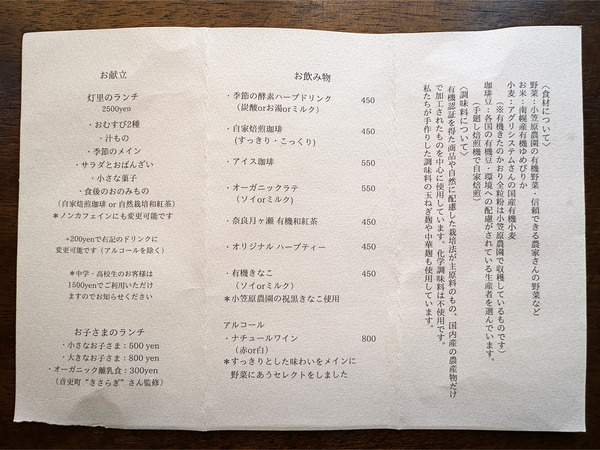 お献立
灯里のランチ
2500yen
・おむすび2種
・汁もの
・季節のメイン
・サラダとおばんざい
・小さな菓子
・食後のおのみもの
（自家焙煎珈琲 or 自然栽培和紅茶）
＊ノンカフェインにも変更可能です
+200yenで右記のドリンクに
変更可能です（アルコールを除く）
＊中学・高校生のお客様は
1500yenでご利用いただけ
ますのでお知らせください
お子さまのランチ
・小さなお子さま：500 yen
・大きなお子さま：800 yen
・オーガニック離乳食：300yen
（音更町“きさらぎ”さん監修）
お飲み物
・季節の酵素ハーブドリンク 450
（炭酸orお湯orミルク）
・自家焙煎珈琲 450
（すっきり・こっくり）
・アイス珈琲 550
・オーガニックラテ 550
（ソイorミルク）
・奈良月ヶ瀬 有機和紅茶 450
・オリジナル ハーブティー 450
・有機きなこ 450
（ソイorミルク）
＊小笠原農園の祝黒きなこ使用
アルコール
・ナチュールワイン 800
（赤or白）
＊すっきりとした味わいをメインに
野菜にあうセレクトをしました
〈食材について〉
野菜：小笠原農園の有機野菜・信頼できる農家さんの野菜など
お米：南幌産有機ゆめぴりか
小麦：アグリシステムさんの国産有機小麦
（※有機きたのかおり全粒粉は小笠原農園で収穫しているものです）
珈琲豆：各国の有機豆・環境への配慮がされている生産者を選んでいます。
（手廻し焙煎機で自家焙煎）
〈調味料について〉
有機認証を得た商品や自然に配慮した栽培法が主原料のもの、国内産の農産物だけ
で加工されたものを中心に使用しています。化学調味料は不使用です。
私たちが手作りした調味料の玉ねぎ麹や中華麹も使用しています。